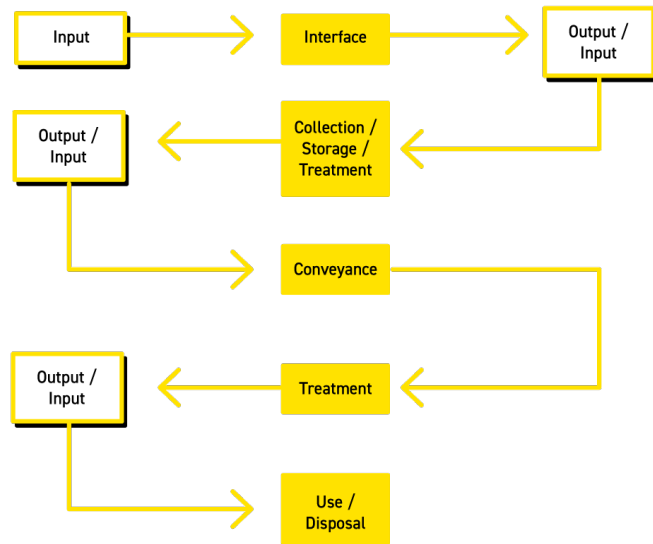 Input
Interface
Output /
Input
Collection /
Storage /
Treatment
Output /
Input
Conveyance
Treatment
Output /
Input
Use /
Disposal